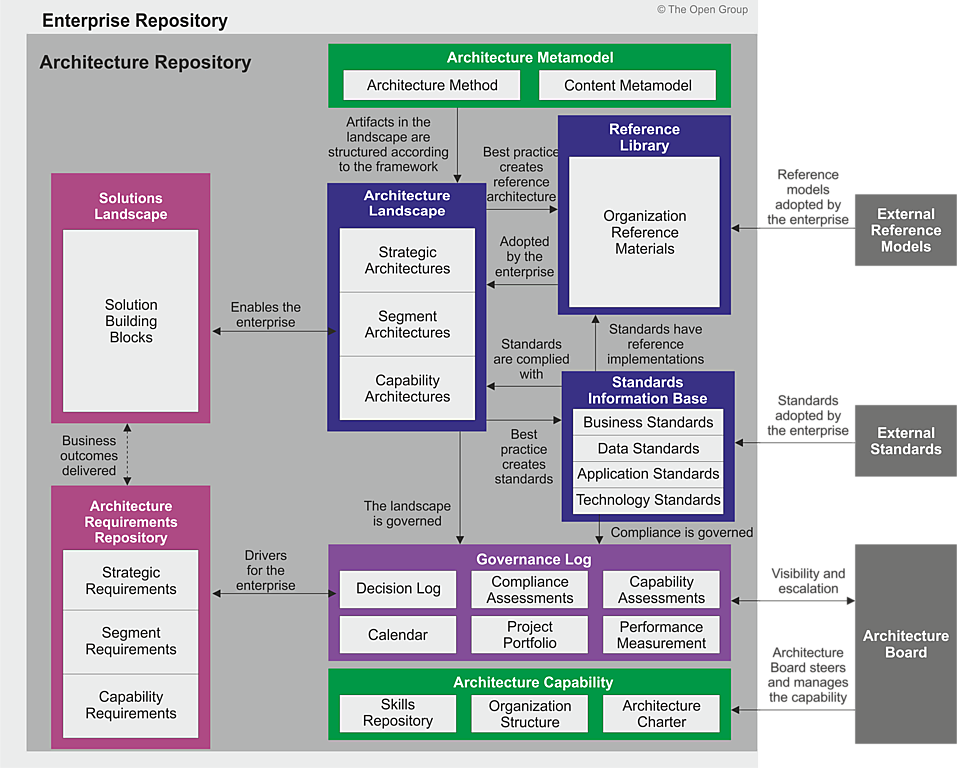 © The Open Group
Enterprise Repository
Architecture Repository
Architecture Metamodel
Architecture Method
Content Metamodel
Artifacts in the
landscape are
structured according
to the framework
Best practice
creates
reference
architecture
Reference
Library
Organization
Reference
Materials
Reference
models
adopted by
the enterprise
External
Reference
Models
Solutions
Landscape
Solution
Building
Blocks
Enables the
enterprise
Architecture
Landscape
Strategic
Architectures
Segment
Architectures
Capability
Architectures
Adopted
by the
enterprise
Standards have
reference
implementations
Standards
are complied
with
Standards
Information Base
Business Standards
Data Standards
Application Standards
Technology Standards
Standards
adopted by
the enterprise
External
Standards
Best
practice
creates
standards
Business
outcomes
delivered
The landscape
is governed
Compliance is governed
Architecture
Requirements
Repository
Strategic
Requirements
Segment
Requirements
Capability
Requirements
Drivers
for the
enterprise
Governance Log
Decision Log
Compliance
Assessments
Capability
Assessments
Calendar
Project
Portfolio
Performance
Measurement
Visibility and
escalation
Architecture
Board
Architecture
Board steers
and manages
the capability
Architecture Capability
Skills
Repository
Organization
Structure
Architecture
Charter